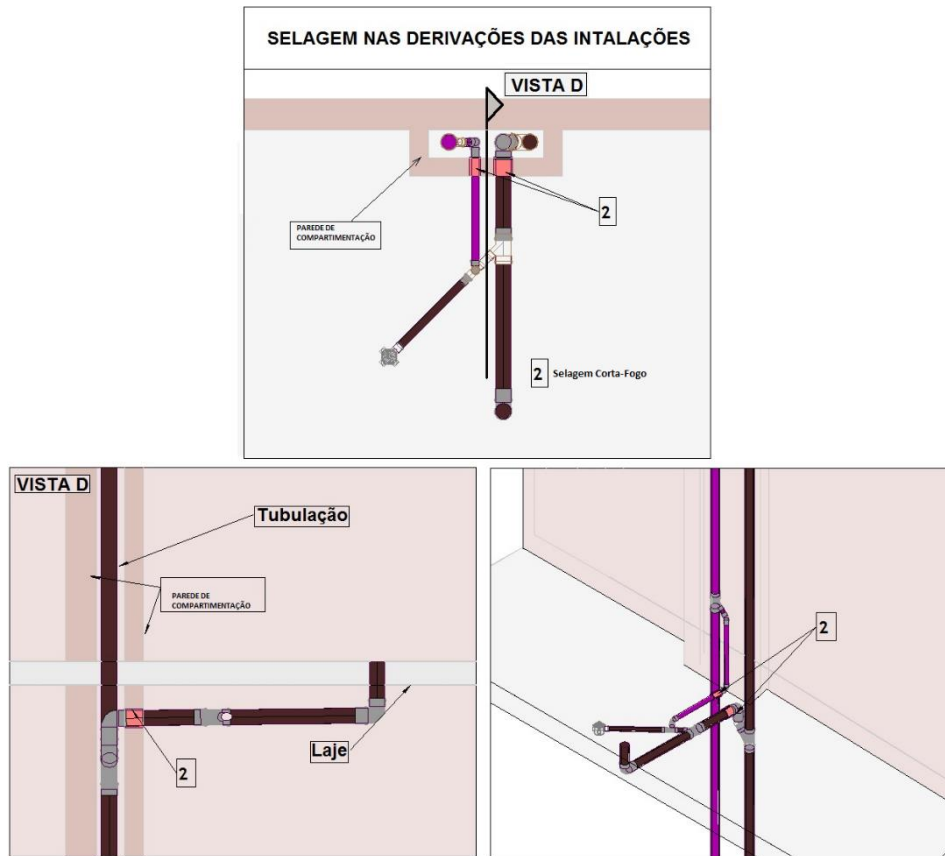 SELAGEM NAS DERIVAÇÕES DAS INTALAÇÕES
VISTA D
2
PAREDE DE
COMPARTIMENTAÇÃO
2 Selagem Corta-Fogo
VISTA D
Tubulação
PAREDE DE
COMPARTIMENTAÇÃO
Laje
2
2